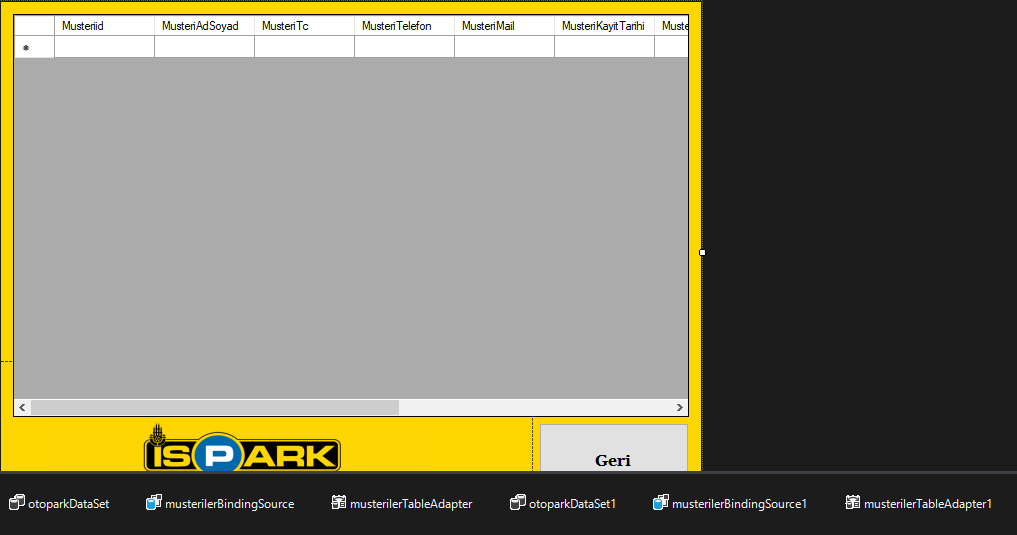 Musteriid MusteriAdSoyad MusteriTc MusteriTelefon MusteriMail MusteriKayitTarihi Muste
iSPARK
Geri
otoparkDataSet musterilerBindingSource musterilerTableAdapter otoparkDataSet1 musterilerBindingSource1 musterilerTableAdapter1